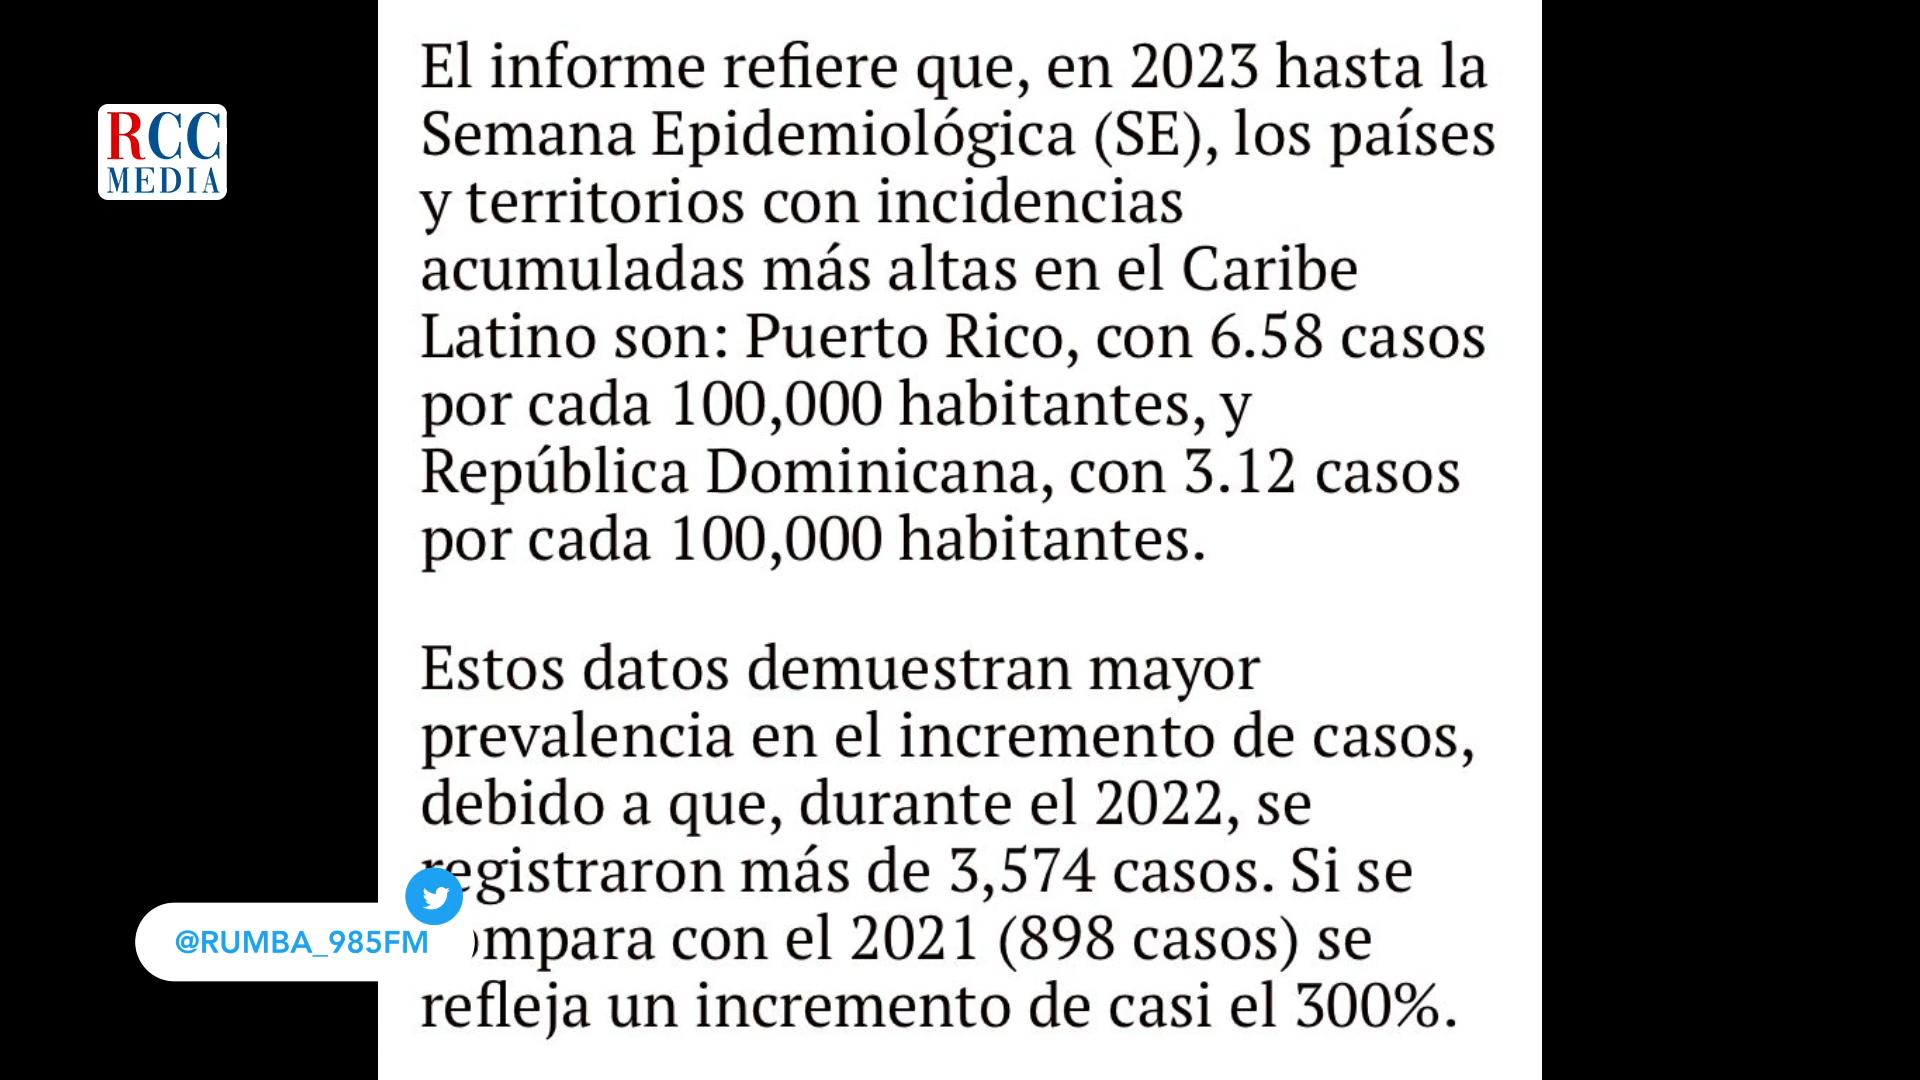 El informe refiere que, en 2023 hasta la
Semana Epidemiológica (SE), los países
y territorios con incidencias
acumuladas más altas en el Caribe
Latino son: Puerto Rico, con 6.58 casos
por cada 100,000 habitantes, y
República Dominicana, con 3.12 casos
por cada 100,000 habitantes.
Estos datos demuestran mayor
prevalencia en el incremento de casos,
debido a que, durante el 2022, se
registraron más de 3,574 casos. Si se
compara con el 2021 (898 casos) se
refleja un incremento de casi el 300%.
RCC
MEDIA
@RUMBA_985FM